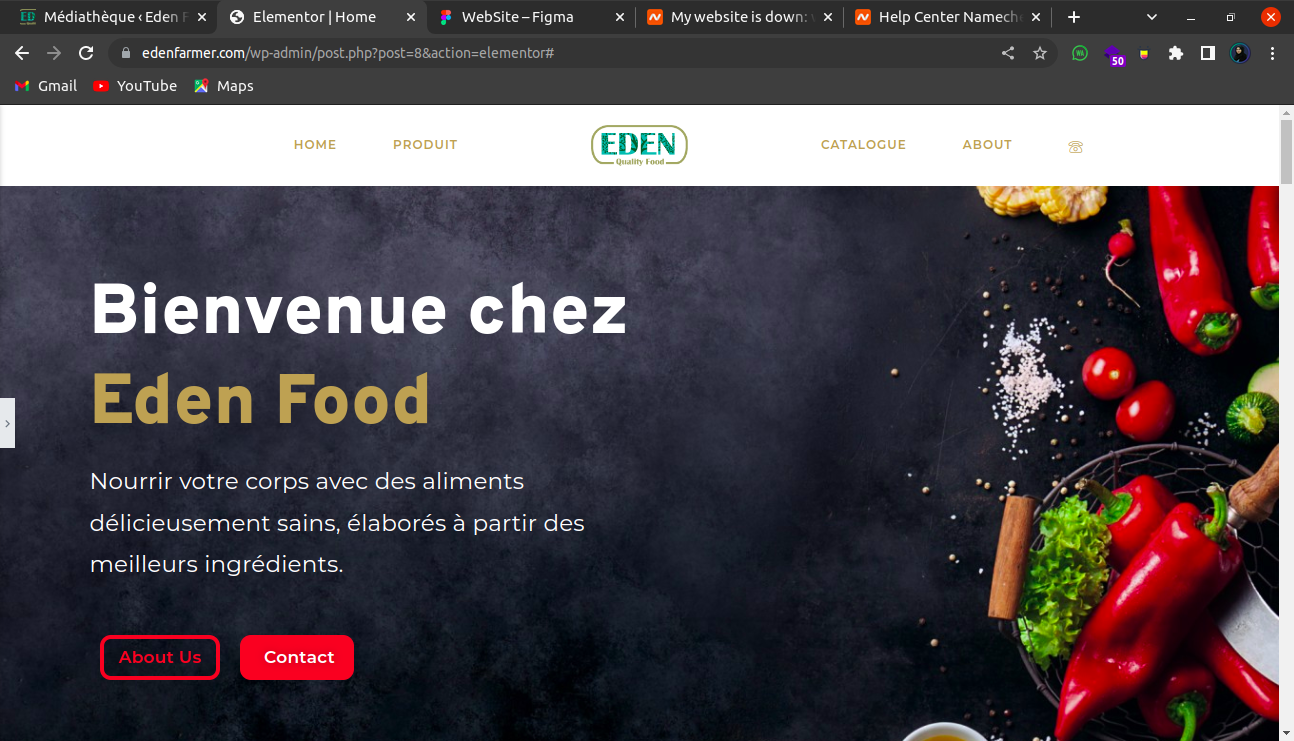 Médiathèque ‹ Eden F
Elementor | Home
WebSite – Figma
My website is down: v
Help Center Namech
edenfarmer.com/wp-admin/post.php?post=8&action=elementor#
50
Gmail
YouTube
Maps
HOME
PRODUIT
EDEN
Quality Food
CATALOGUE
ABOUT
Bienvenue chez
Eden Food
Nourrir votre corps avec des aliments
délicieusement sains, élaborés à partir des
meilleurs ingrédients.
About Us
Contact